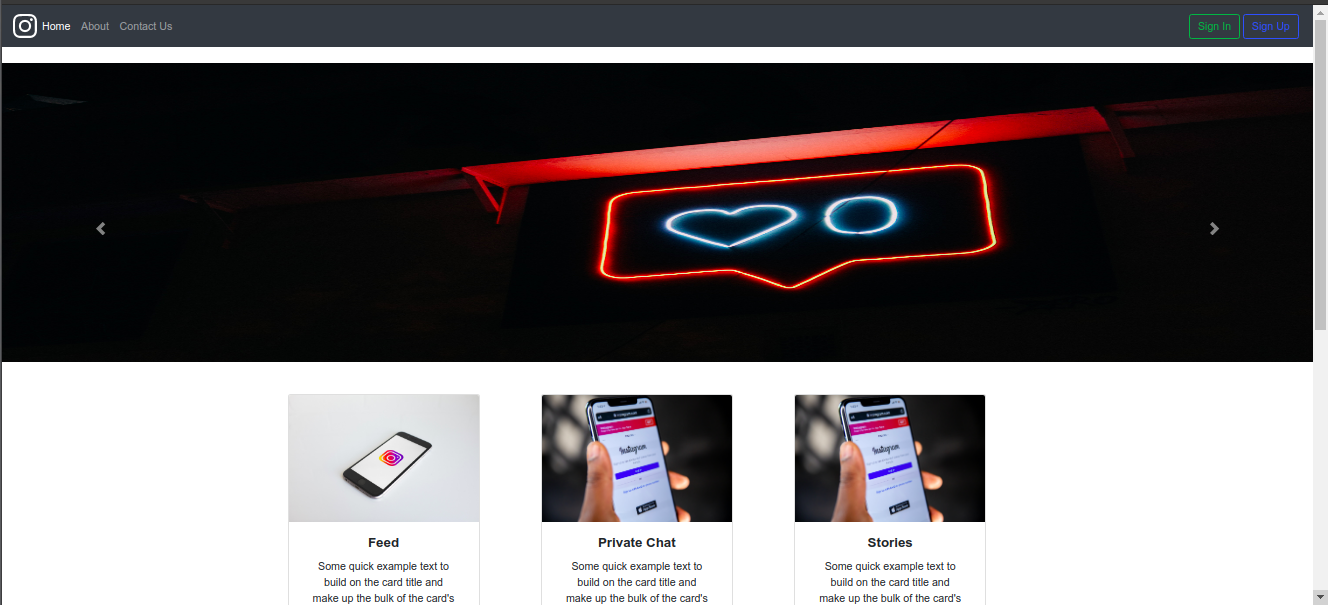 Home About Contact Us Sign In Sign Up
Instagram
Instagram
Feed
Private Chat
Stories
Some quick example text to
build on the card title and
make up the bulk of the card's
Some quick example text to
build on the card title and
make up the bulk of the card's
Some quick example text to
build on the card title and
make up the bulk of the card's